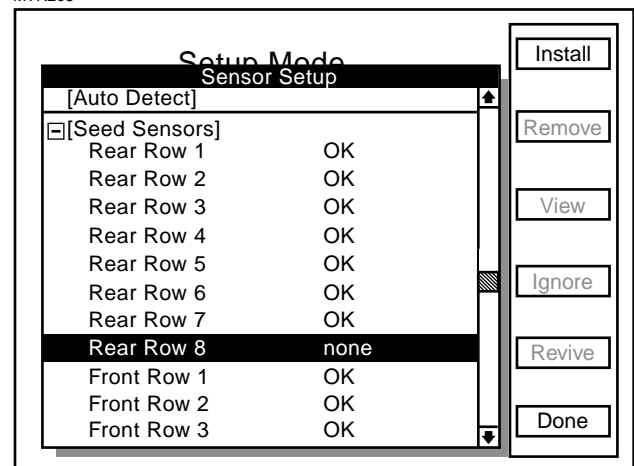 Setup Mode
Sensor Setup
[Auto Detect]
[Seed Sensors]
Rear Row 1 OK
Rear Row 2 OK
Rear Row 3 OK
Rear Row 4 OK
Rear Row 5 OK
Rear Row 6 OK
Rear Row 7 OK
Rear Row 8 none
Front Row 1 OK
Front Row 2 OK
Front Row 3 OK
Install
Remove
View
Ignore
Revive
Done